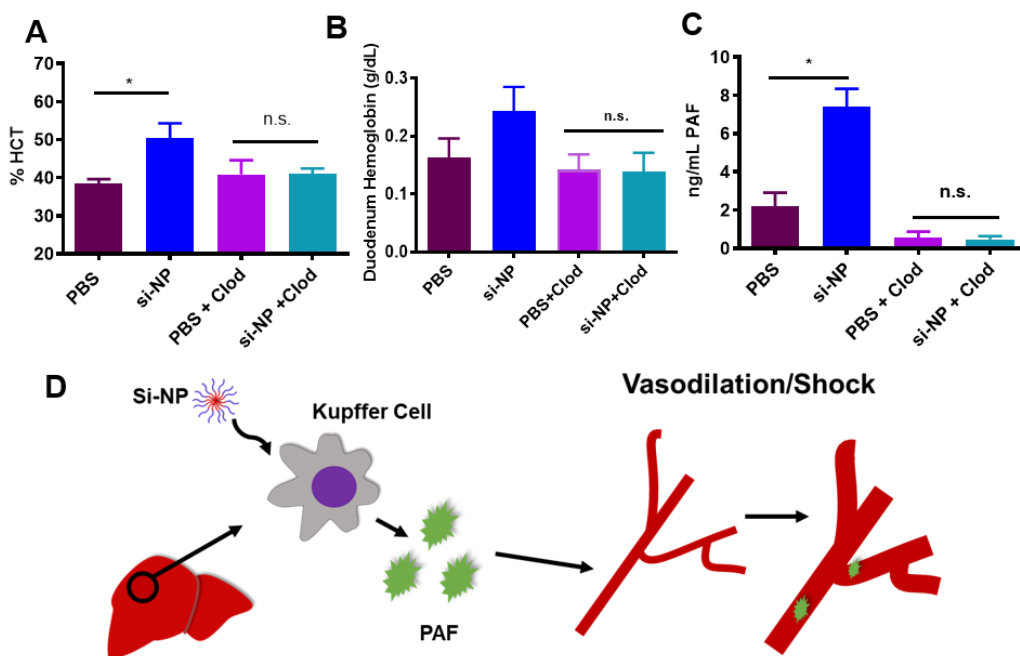 A
% HCT
70
60
50
40
30
20
*
n.s.
PBS
si-NP
PBS + Clod
si-NP +Clod
B
Duodenum Hemoglobin (g/dL)
0.3
0.2
0.1
0.0
n.s.
PBS
si-NP
PBS+Clod
si-NP+Clod
C
ng/mL PAF
10
8
6
4
2
0
*
n.s.
PBS
si-NP
PBS + Clod
si-NP + Clod
D
Si-NP
Kupffer Cell
PAF
Vasodilation/Shock